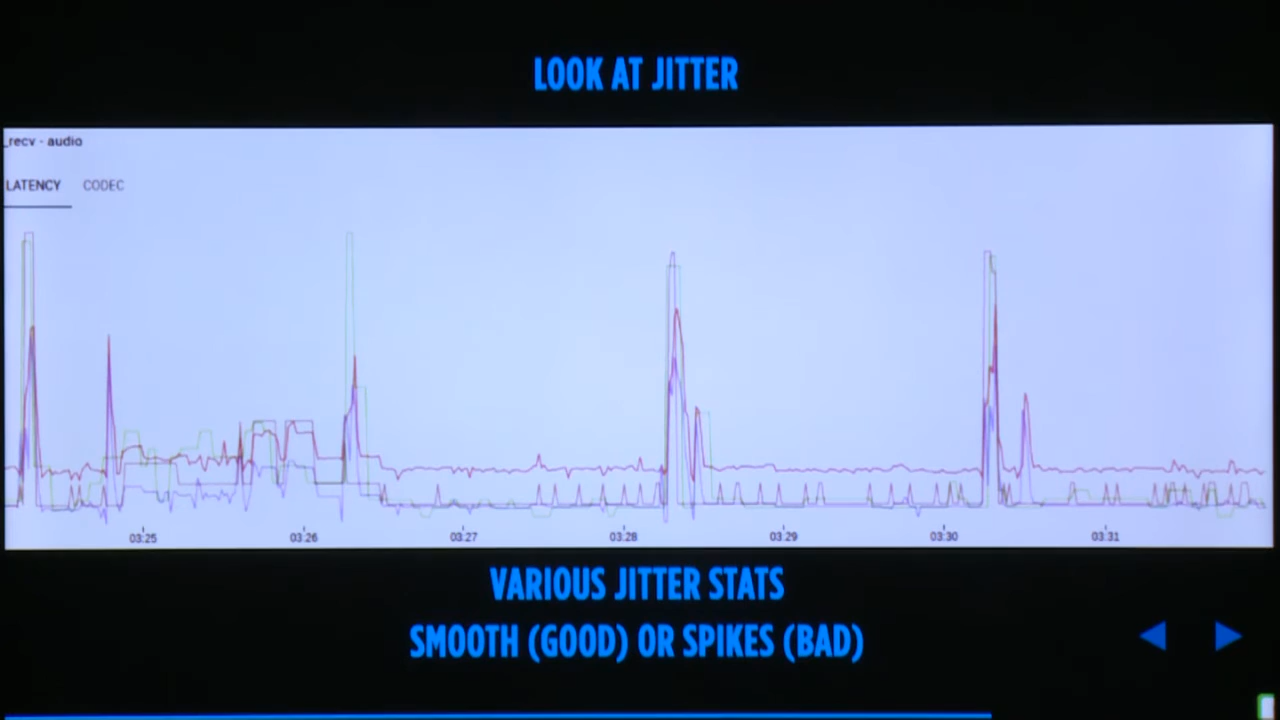 LOOK AT JITTER
_recv - audio
LATENCY CODEC
03:25 03:26 03:27 03:28 03:29 03:30 03:31
VARIOUS JITTER STATS
SMOOTH (GOOD) OR SPIKES (BAD)